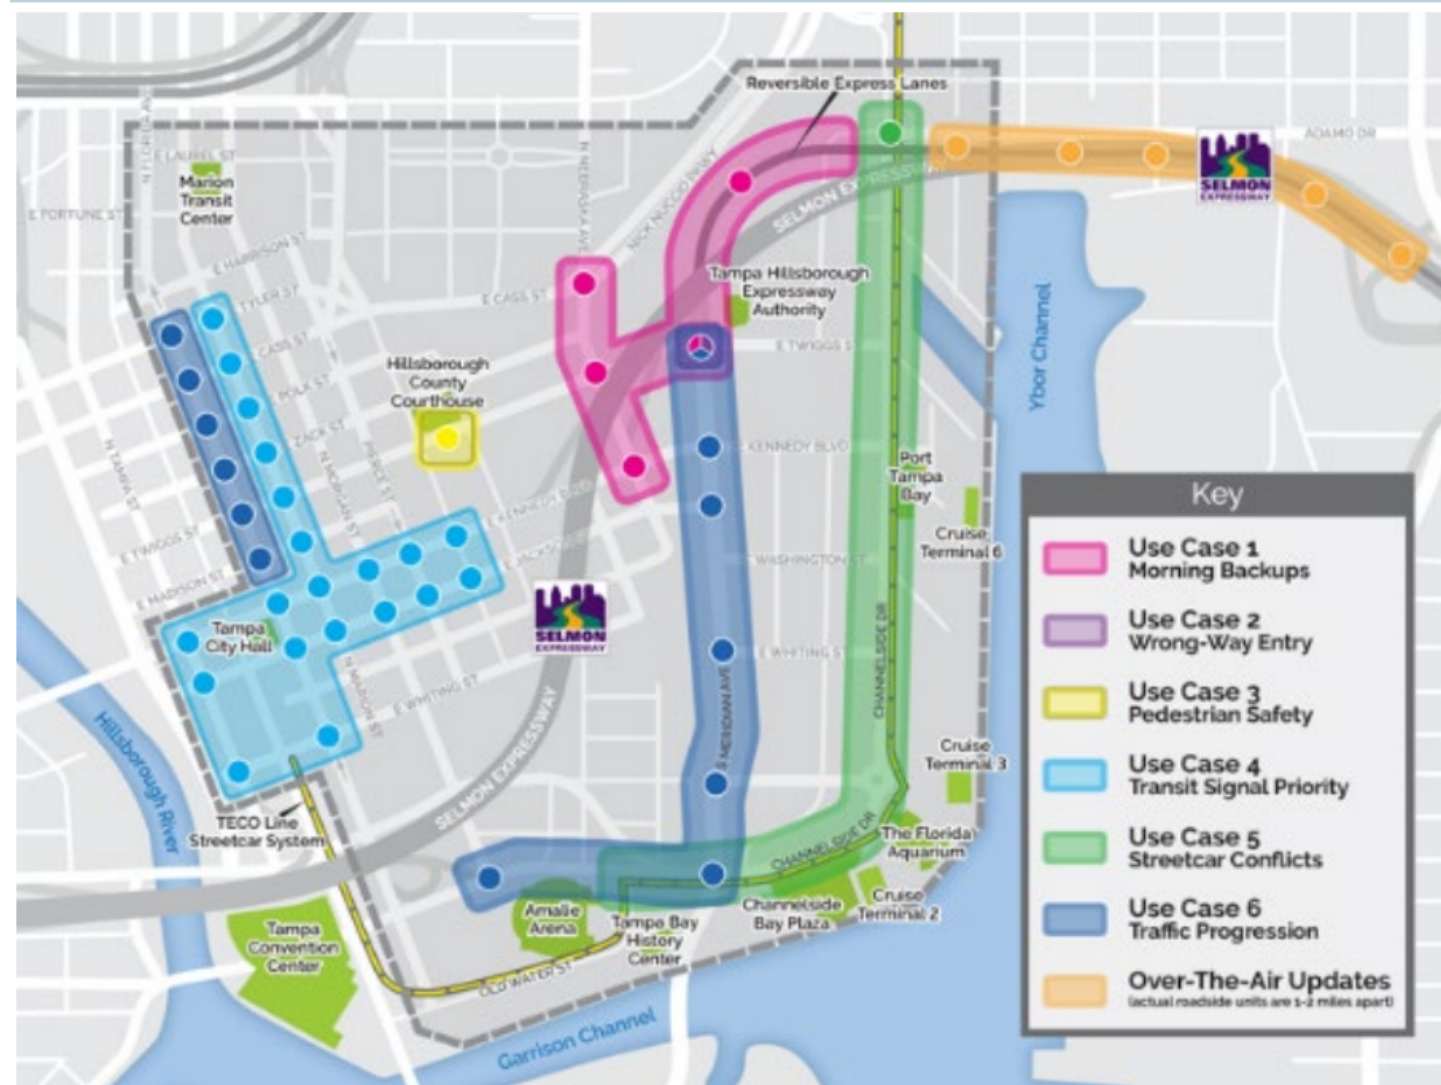 Reversible Express Lanes
ADAMO DR
SELMON
EXPRESSWAY
N FLORIDA AV
E LAUREL ST
Marion
Transit
Center
E FORTUNE ST
N NEBRASKA AVE
NICK NUCCIO PKWY
SELMON EXPRESSWAY
E HARRISON ST
TYLER ST
E CASS ST
Tampa Hillsborough
Expressway
Authority
Ybor Channel
CASS ST
E TWIGGS ST
Hillsborough
County
Courthouse
E POLK ST
ZACK ST
N TAMPA ST
N MORGAN ST
PIERCE ST
KENNEDY BLVD
Port
Tampa
Bay
E KENNEDY BLVD
E JACKSON ST
E TWIGGS ST
Cruise
Terminal 6
WASHINGTON ST
E MADISON ST
SELMON
EXPRESSWAY
Tampa
City Hall
E WHITING ST
N MARION ST
E WHITING ST
S MERIDIAN AVE
CHANNELSIDE DR
Hillsborough River
SELMON EXPRESSWAY
Cruise
Terminal 3
TECO Line
Streetcar System
CHANNELSIDE DR
The Florida
Aquarium
Amalie
Arena
Tampa Bay
History
Center
Channelside
Bay Plaza
Cruise
Terminal 2
Tampa
Convention
Center
OLD WATER ST
Garrison Channel
Key
Use Case 1
Morning Backups
Use Case 2
Wrong-Way Entry
Use Case 3
Pedestrian Safety
Use Case 4
Transit Signal Priority
Use Case 5
Streetcar Conflicts
Use Case 6
Traffic Progression
Over-The-Air Updates
(actual roadside units are 1-2 miles apart)